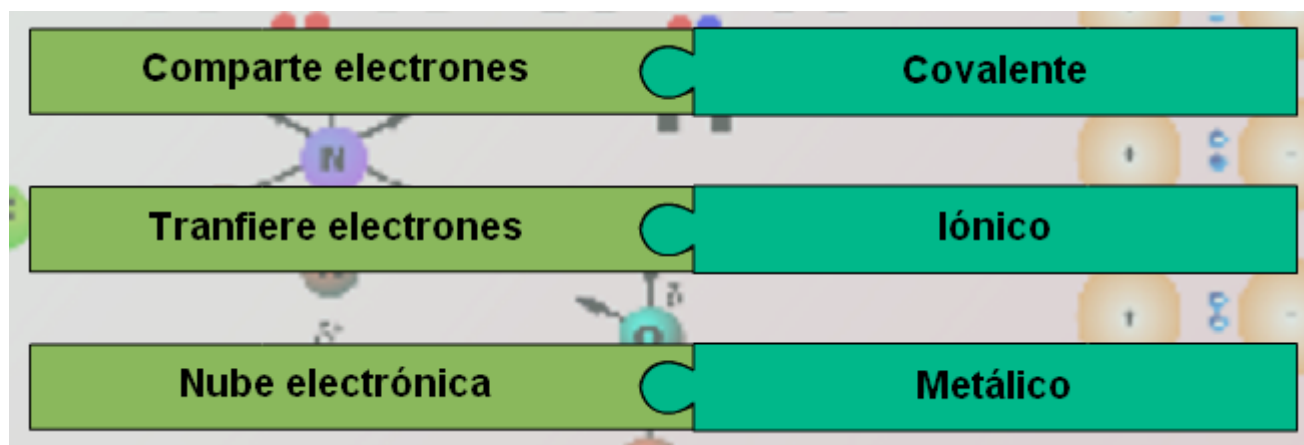 Comparte electrones Covalente
N
Tranfiere electrones Iónico
δ
δ+ O
Nube electrónica Metálico